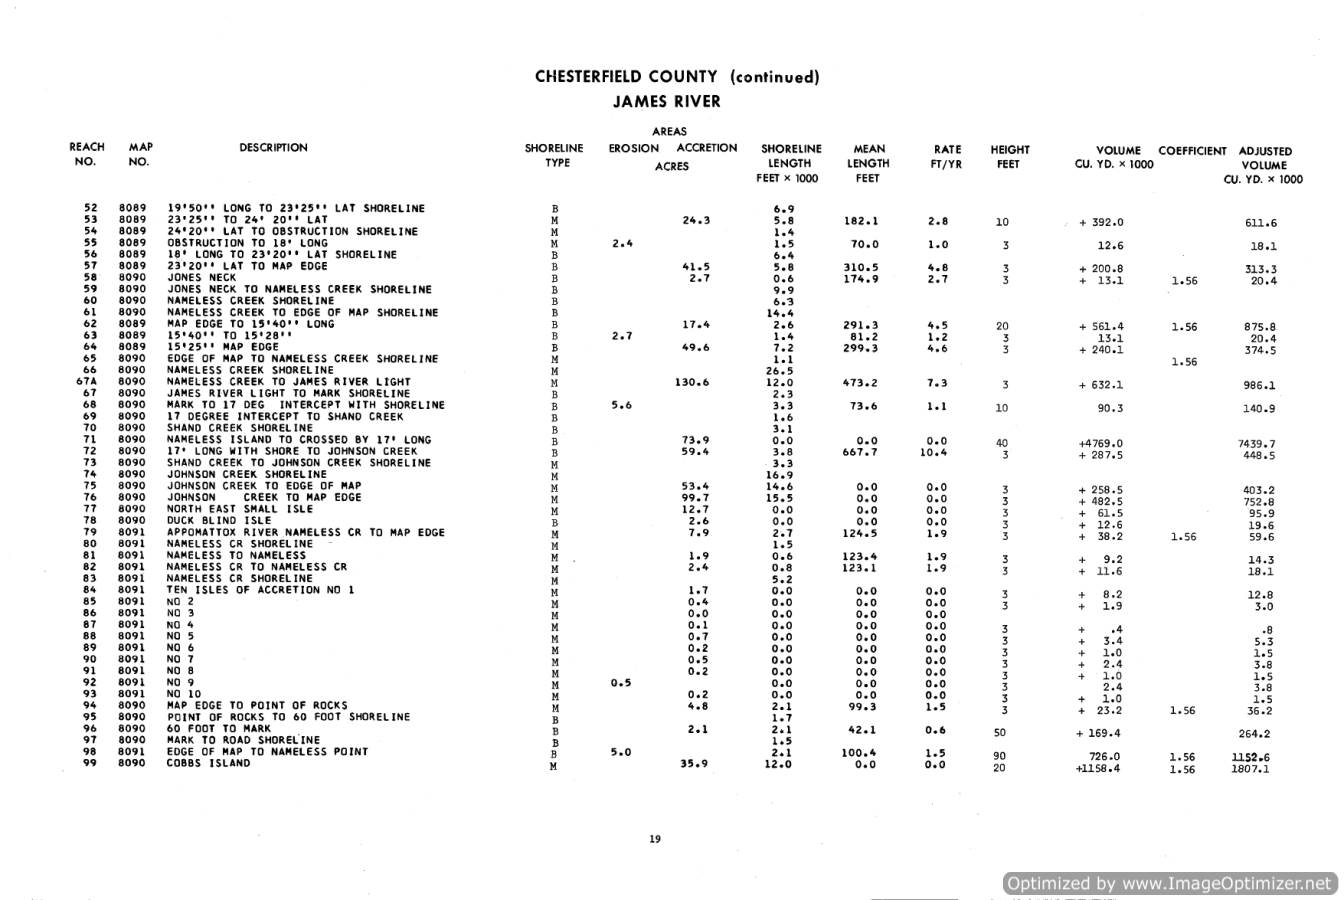 CHESTERFIELD COUNTY (continued)
JAMES RIVER
AREAS
REACH MAP DESCRIPTION SHORELINE EROSION ACCRETION SHORELINE MEAN RATE HEIGHT VOLUME COEFFICIENT ADJUSTED
NO. NO. TYPE ACRES LENGTH LENGTH FT/YR FEET CU. YD. × 1000 VOLUME
FEET × 1000 FEET CU. YD. × 1000
52 8089 19'50'' LONG TO 23'25'' LAT SHORELINE B 6.9
53 8089 23'25'' TO 24' 20'' LAT M 24.3 5.8 182.1 2.8 10 + 392.0 611.6
54 8089 24'20'' LAT TO OBSTRUCTION SHORELINE M 1.4
55 8089 OBSTRUCTION TO 18' LONG M 2.4 1.5 70.0 1.0 3 12.6 18.1
56 8089 18' LONG TO 23'20'' LAT SHORELINE B 6.4
57 8089 23'20'' LAT TO MAP EDGE B 41.5 5.8 310.5 4.8 3 + 200.8 313.3
58 8090 JONES NECK B 2.7 0.6 174.9 2.7 3 + 13.1 1.56 20.4
59 8090 JONES NECK TO NAMELESS CREEK SHORELINE B 9.9
60 8090 NAMELESS CREEK SHORELINE B 6.3
61 8090 NAMELESS CREEK TO EDGE OF MAP SHORELINE B 14.4
62 8089 MAP EDGE TO 15'40'' LONG B 17.4 2.6 291.3 4.5 20 + 561.4 1.56 875.8
63 8089 15'40'' TO 15'28'' B 2.7 1.4 81.2 1.2 3 13.1 20.4
64 8089 15'25'' MAP EDGE B 49.6 7.2 299.3 4.6 3 + 240.1 374.5
65 8090 EDGE OF MAP TO NAMELESS CREEK SHORELINE M 1.1 1.56
66 8090 NAMELESS CREEK SHORELINE M 26.5
67A 8090 NAMELESS CREEK TO JAMES RIVER LIGHT M 130.6 12.0 473.2 7.3 3 + 632.1 986.1
67 8090 JAMES RIVER LIGHT TO MARK SHORELINE B 2.3
68 8090 MARK TO 17 DEG INTERCEPT WITH SHORELINE B 5.6 3.3 73.6 1.1 10 90.3 140.9
69 8090 17 DEGREE INTERCEPT TO SHAND CREEK B 1.6
70 8090 SHAND CREEK SHORELINE B 3.1
71 8090 NAMELESS ISLAND TO CROSSED BY 17' LONG B 73.9 0.0 0.0 0.0 40 +4769.0 7439.7
72 8090 17' LONG WITH SHORE TO JOHNSON CREEK B 59.4 3.8 667.7 10.4 3 + 287.5 448.5
73 8090 SHAND CREEK TO JOHNSON CREEK SHORELINE M 3.3
74 8090 JOHNSON CREEK SHORELINE M 16.9
75 8090 JOHNSON CREEK TO EDGE OF MAP M 53.4 14.6 0.0 0.0 3 + 258.5 403.2
76 8090 JOHNSON CREEK TO MAP EDGE M 99.7 15.5 0.0 0.0 3 + 482.5 752.8
77 8090 NORTH EAST SMALL ISLE M 12.7 0.0 0.0 0.0 3 + 61.5 95.9
78 8090 DUCK BLIND ISLE B 2.6 0.0 0.0 0.0 3 + 12.6 19.6
79 8091 APPOMATTOX RIVER NAMELESS CR TO MAP EDGE M 7.9 2.7 124.5 1.9 3 + 38.2 1.56 59.6
80 8091 NAMELESS CR SHORELINE M 1.5
81 8091 NAMELESS TO NAMELESS M 1.9 0.6 123.4 1.9 3 + 9.2 14.3
82 8091 NAMELESS CR TO NAMELESS CR M 2.4 0.8 123.1 1.9 3 + 11.6 18.1
83 8091 NAMELESS CR SHORELINE M 5.2
84 8091 TEN ISLES OF ACCRETION NO 1 M 1.7 0.0 0.0 0.0 3 + 8.2 12.8
85 8091 NO 2 M 0.4 0.0 0.0 0.0 3 + 1.9 3.0
86 8091 NO 3 M 0.0 0.0 0.0 0.0
87 8091 NO 4 M 0.1 0.0 0.0 0.0 3 + .4 .8
88 8091 NO 5 M 0.7 0.0 0.0 0.0 3 + 3.4 5.3
89 8091 NO 6 M 0.2 0.0 0.0 0.0 3 + 1.0 1.5
90 8091 NO 7 M 0.5 0.0 0.0 0.0 3 + 2.4 3.8
91 8091 NO 8 M 0.2 0.0 0.0 0.0 3 + 1.0 1.5
92 8091 NO 9 M 0.5 0.0 0.0 0.0 3 2.4 3.8
93 8091 NO 10 M 0.2 0.0 0.0 0.0 3 + 1.0 1.5
94 8090 MAP EDGE TO POINT OF ROCKS M 4.8 2.1 99.3 1.5 3 + 23.2 1.56 36.2
95 8090 POINT OF ROCKS TO 60 FOOT SHORELINE B 1.7
96 8090 60 FOOT TO MARK B 2.1 2.1 42.1 0.6 50 + 169.4 264.2
97 8090 MARK TO ROAD SHORELINE B 1.5
98 8091 EDGE OF MAP TO NAMELESS POINT B 5.0 2.1 100.4 1.5 90 726.0 1.56 1152.6
99 8090 COBBS ISLAND M 35.9 12.0 0.0 0.0 20 +1158.4 1.56 1807.1
19
Optimized by www.ImageOptimizer.net